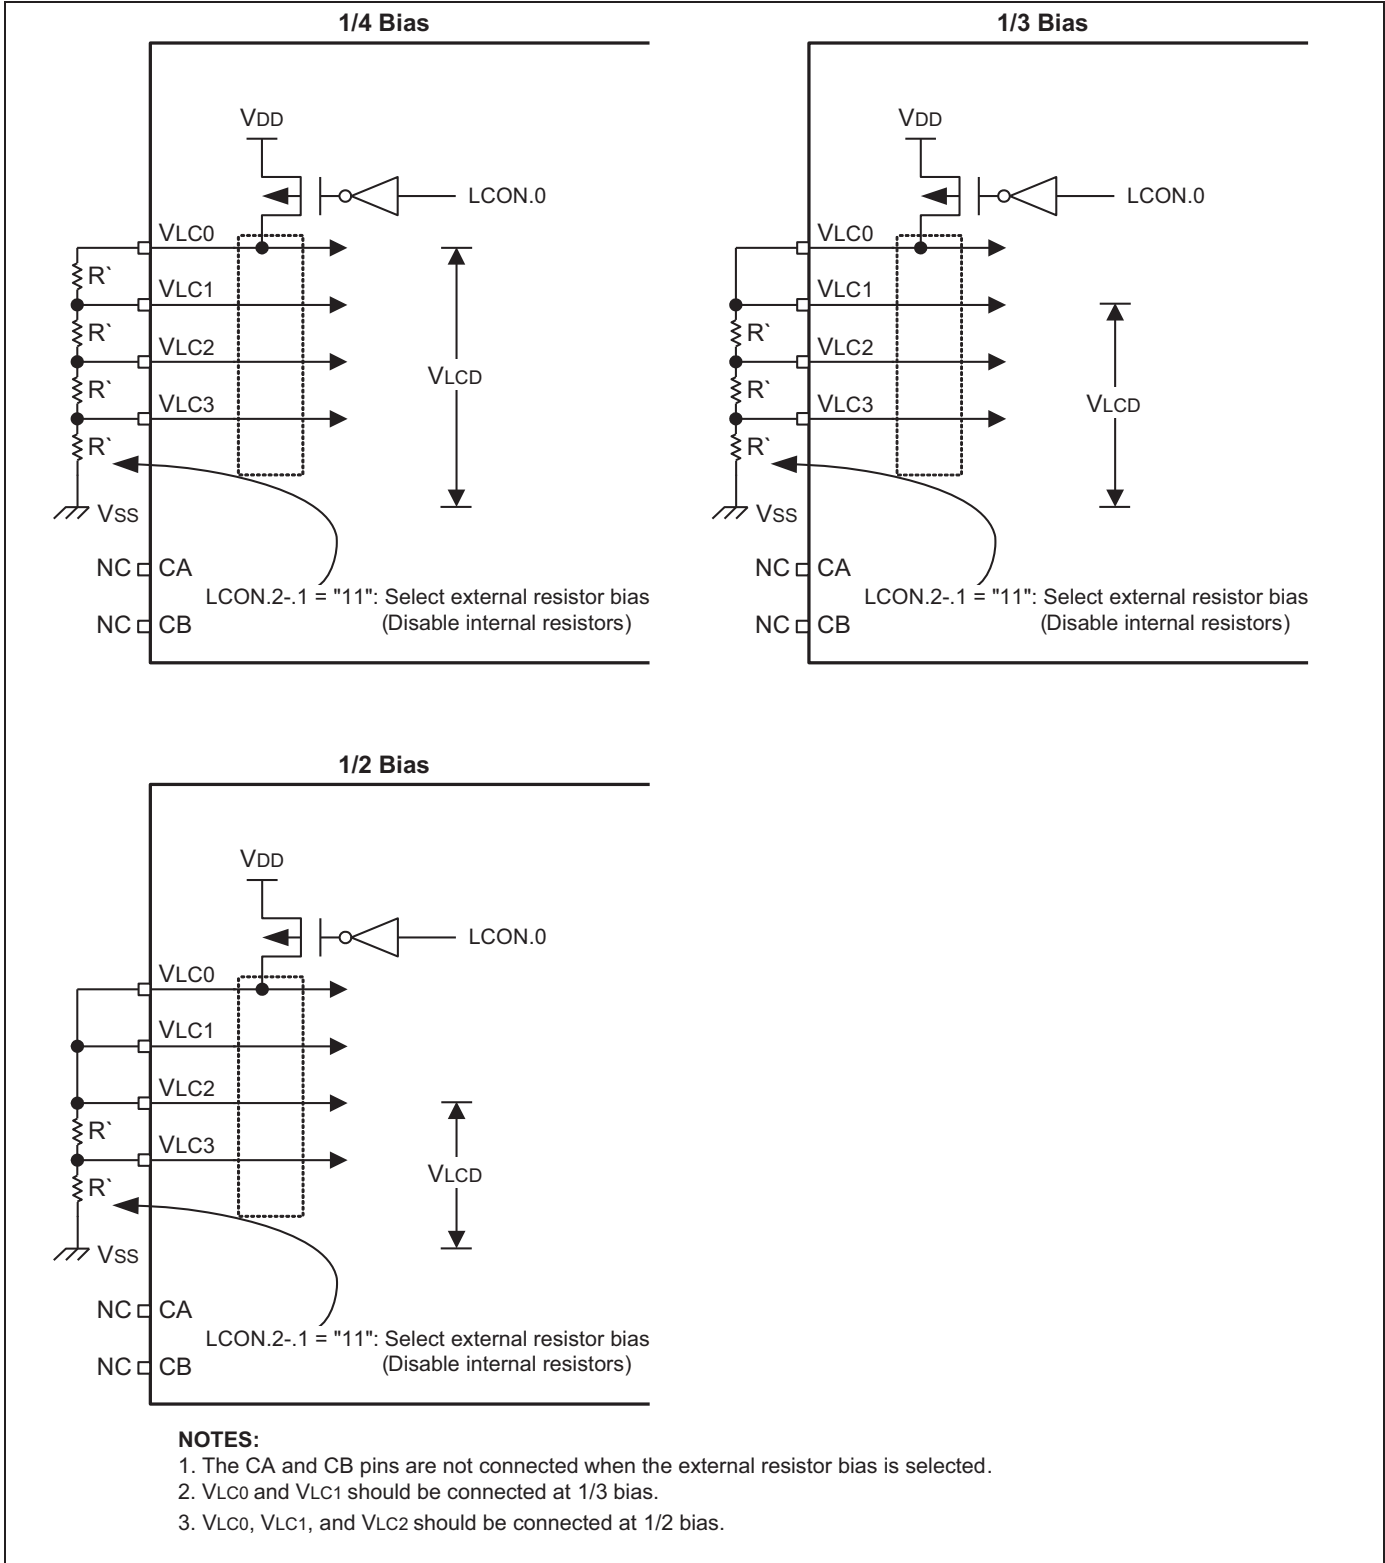 1/4 Bias
VDD
LCON.0
VLC0
R`
VLC1
R`
VLC2
R`
VLC3
R`
VLCD
VSS
NC CA
LCON.2-.1 = "11": Select external resistor bias
(Disable internal resistors)
NC CB
1/3 Bias
VDD
LCON.0
VLC0
VLC1
R`
VLC2
R`
VLC3
R`
VLCD
VSS
NC CA
LCON.2-.1 = "11": Select external resistor bias
(Disable internal resistors)
NC CB
1/2 Bias
VDD
LCON.0
VLC0
VLC1
VLC2
R`
VLC3
R`
VLCD
VSS
NC CA
LCON.2-.1 = "11": Select external resistor bias
(Disable internal resistors)
NC CB
NOTES:
1. The CA and CB pins are not connected when the external resistor bias is selected.
2. VLC0 and VLC1 should be connected at 1/3 bias.
3. VLC0, VLC1, and VLC2 should be connected at 1/2 bias.